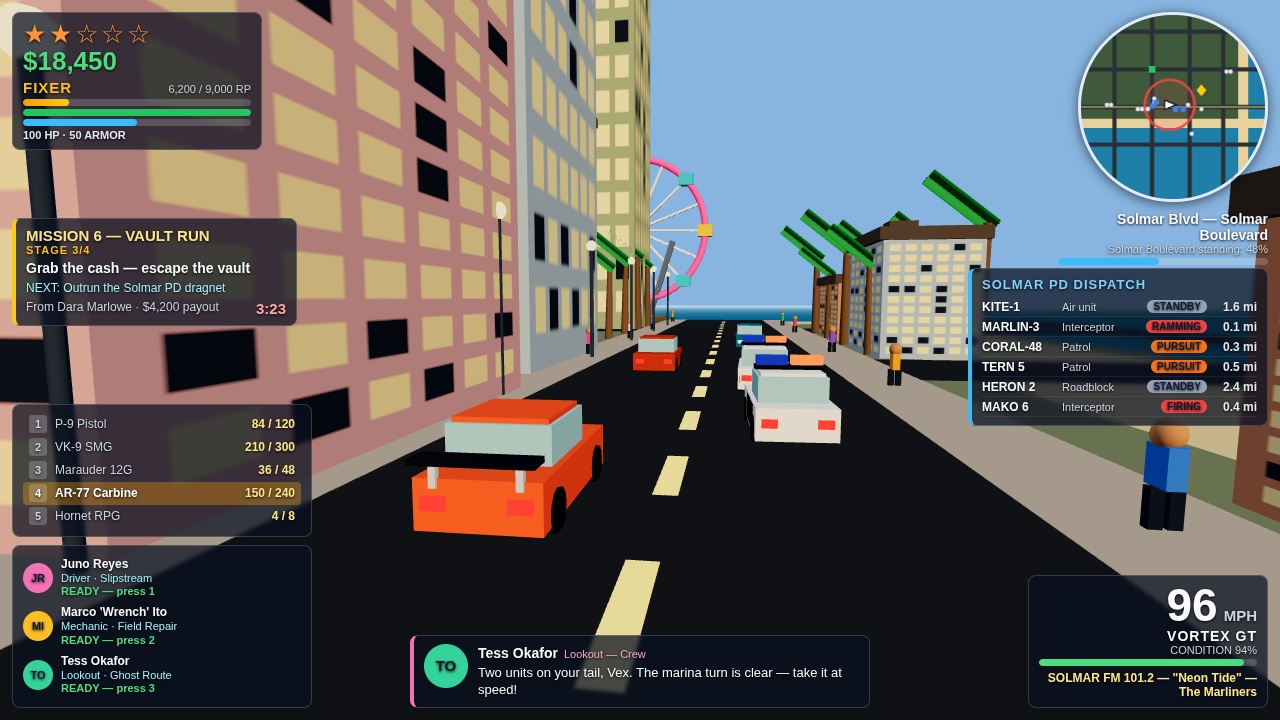 ★★☆☆☆
$18,450
FIXER 6,200 / 9,000 RP
100 HP · 50 ARMOR
MISSION 6 — VAULT RUN
STAGE 3/4
Grab the cash — escape the vault
NEXT: Outrun the Solmar PD dragnet
From Dara Marlowe · $4,200 payout 3:23
1 P-9 Pistol 84 / 120
2 VK-9 SMG 210 / 300
3 Marauder 12G 36 / 48
4 AR-77 Carbine 150 / 240
5 Hornet RPG 4 / 8
JR Juno Reyes
Driver · Slipstream
READY — press 1
MI Marco 'Wrench' Ito
Mechanic · Field Repair
READY — press 2
TO Tess Okafor
Lookout · Ghost Route
READY — press 3
TO Tess Okafor Lookout — Crew
Two units on your tail, Vex. The marina turn is clear — take it at
speed!
Solmar Blvd — Solmar
Boulevard
Solmar Boulevard standing: 48%
SOLMAR PD DISPATCH
KITE-1 Air unit STANDBY 1.6 mi
MARLIN-3 Interceptor RAMMING 0.1 mi
CORAL-48 Patrol PURSUIT 0.3 mi
TERN 5 Patrol PURSUIT 0.5 mi
HERON 2 Roadblock STANDBY 2.4 mi
MAKO 6 Interceptor FIRING 0.4 mi
96 MPH
VORTEX GT
CONDITION 94%
SOLMAR FM 101.2 — "Neon Tide" —
The Marliners